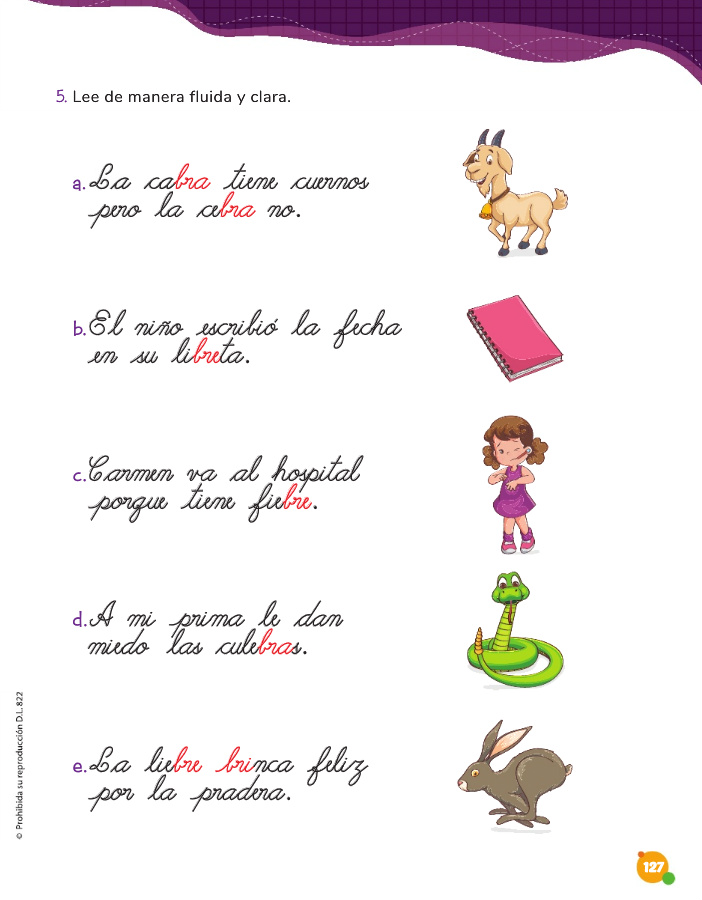 5. Lee de manera fluida y clara.
a. La cabra tiene cuernos
pero la cebra no.
b. El niño escribió la fecha
en su libreta.
c. Carmen va al hospital
porque tiene fiebre.
d. A mi prima le dan
miedo las culebras.
e. La liebre brinca feliz
por la pradera.
© Prohibida su reproducción D.L. 822
127